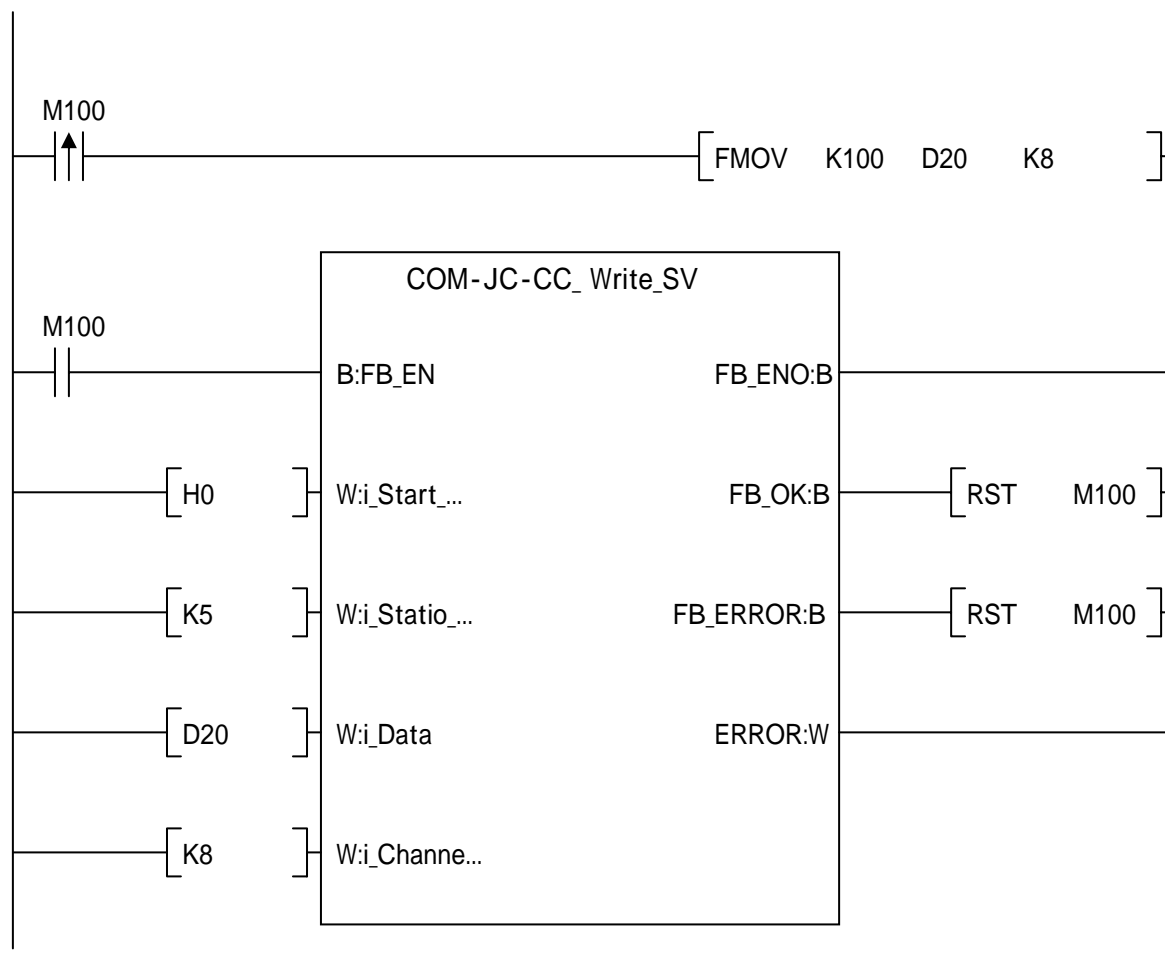 M100
FMOV K100 D20 K8
COM-JC-CC_ Write_SV
M100
B:FB_EN FB_ENO:B
H0 W:i_Start_... FB_OK:B RST M100
K5 W:i_Statio_... FB_ERROR:B RST M100
D20 W:i_Data ERROR:W
K8 W:i_Channe...